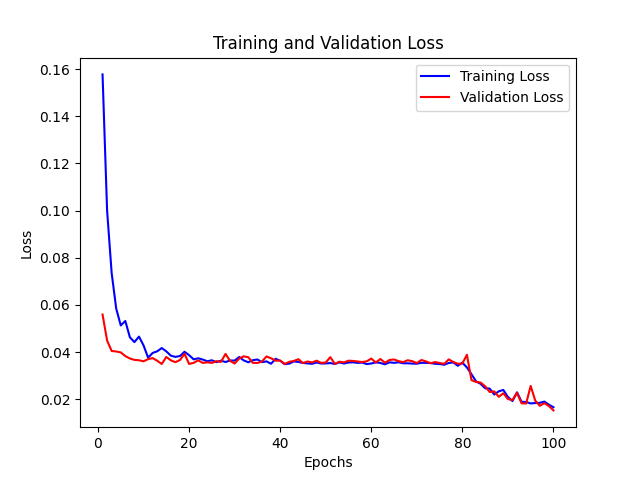 Training and Validation Loss
Training Loss
Validation Loss
0.16
0.14
0.12
0.10
0.08
0.06
0.04
0.02
Loss
0 20 40 60 80 100
Epochs